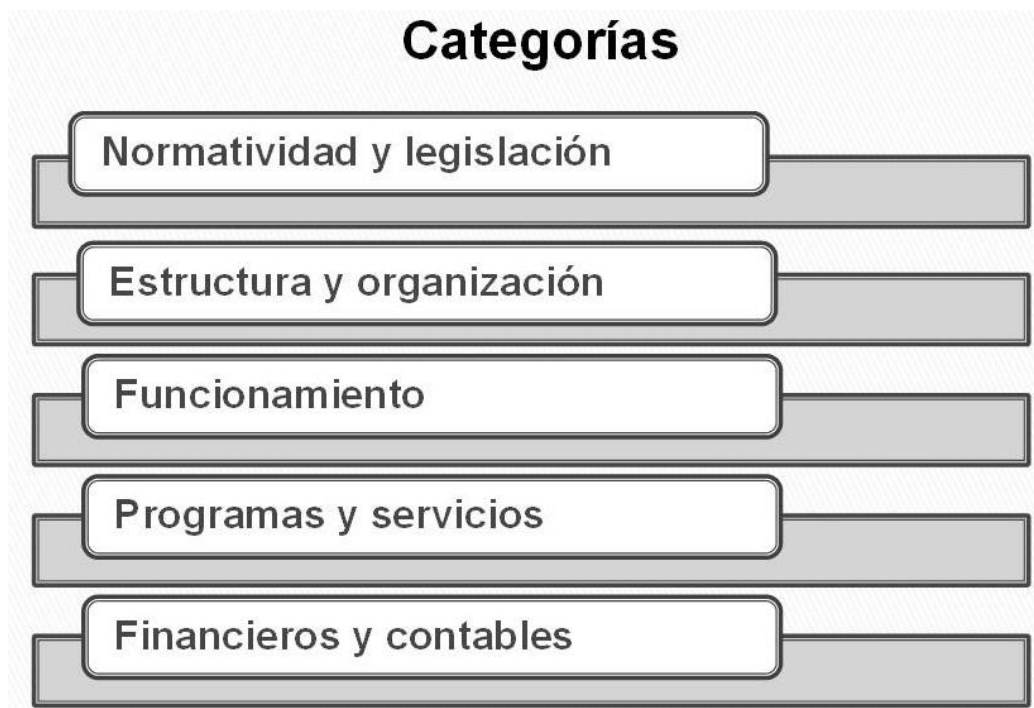 Categorías
Normatividad y legislación
Estructura y organización
Funcionamiento
Programas y servicios
Financieros y contables